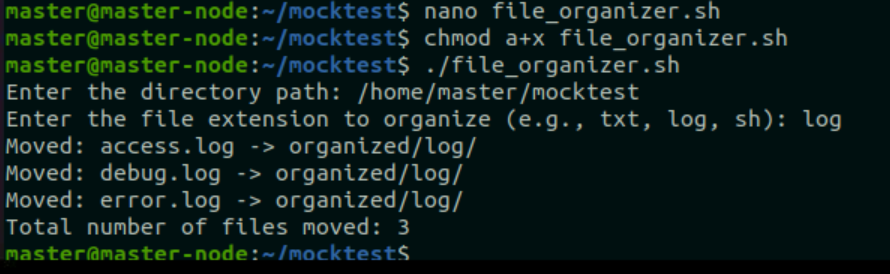 master@master-node:~/mocktest$ nano file_organizer.sh
master@master-node:~/mocktest$ chmod a+x file_organizer.sh
master@master-node:~/mocktest$ ./file_organizer.sh
Enter the directory path: /home/master/mocktest
Enter the file extension to organize (e.g., txt, log, sh): log
Moved: access.log -> organized/log/
Moved: debug.log -> organized/log/
Moved: error.log -> organized/log/
Total number of files moved: 3
master@master-node:~/mocktest$